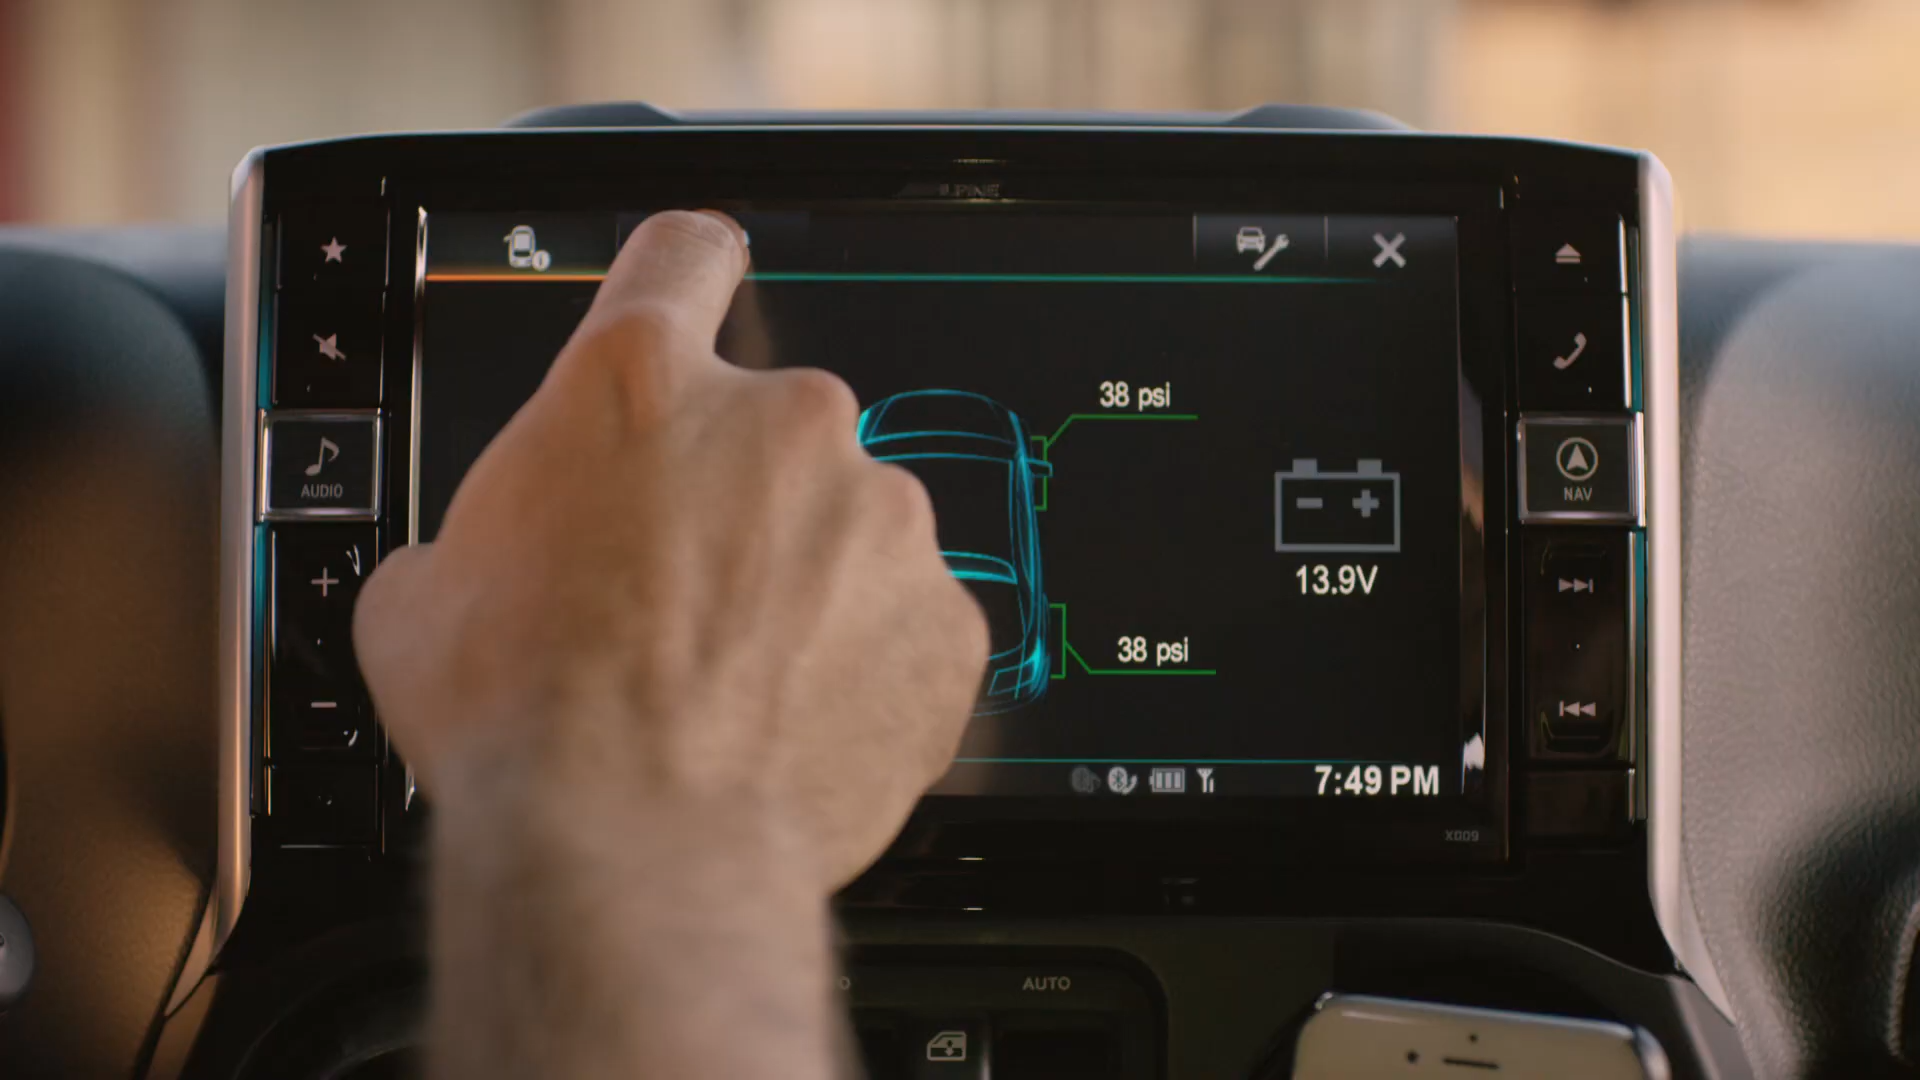 ALPINE
38 psi
AUDIO
NAV
13.9V
38 psi
7:49 PM
X009
AUTO